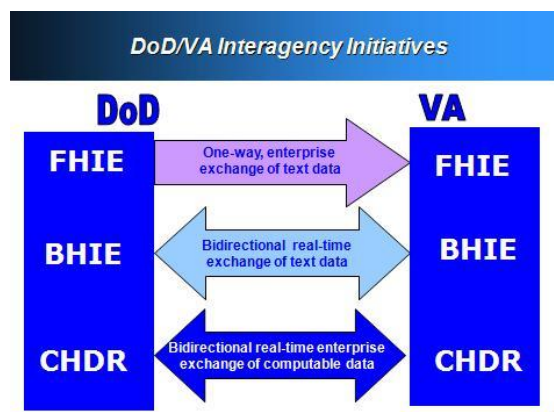 DoD/VA Interagency Initiatives
DoD
VA
FHIE
One-way, enterprise
exchange of text data
FHIE
BHIE
Bidirectional real-time
exchange of text data
BHIE
CHDR
Bidirectional real-time enterprise
exchange of computable data
CHDR